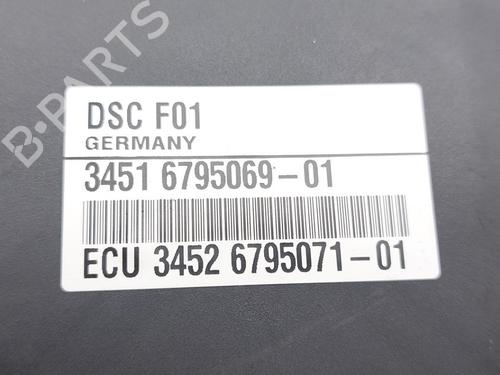 DSC F01
GERMANY
3451 6795069-01
ECU 3452 6795071-01
B-PARTS